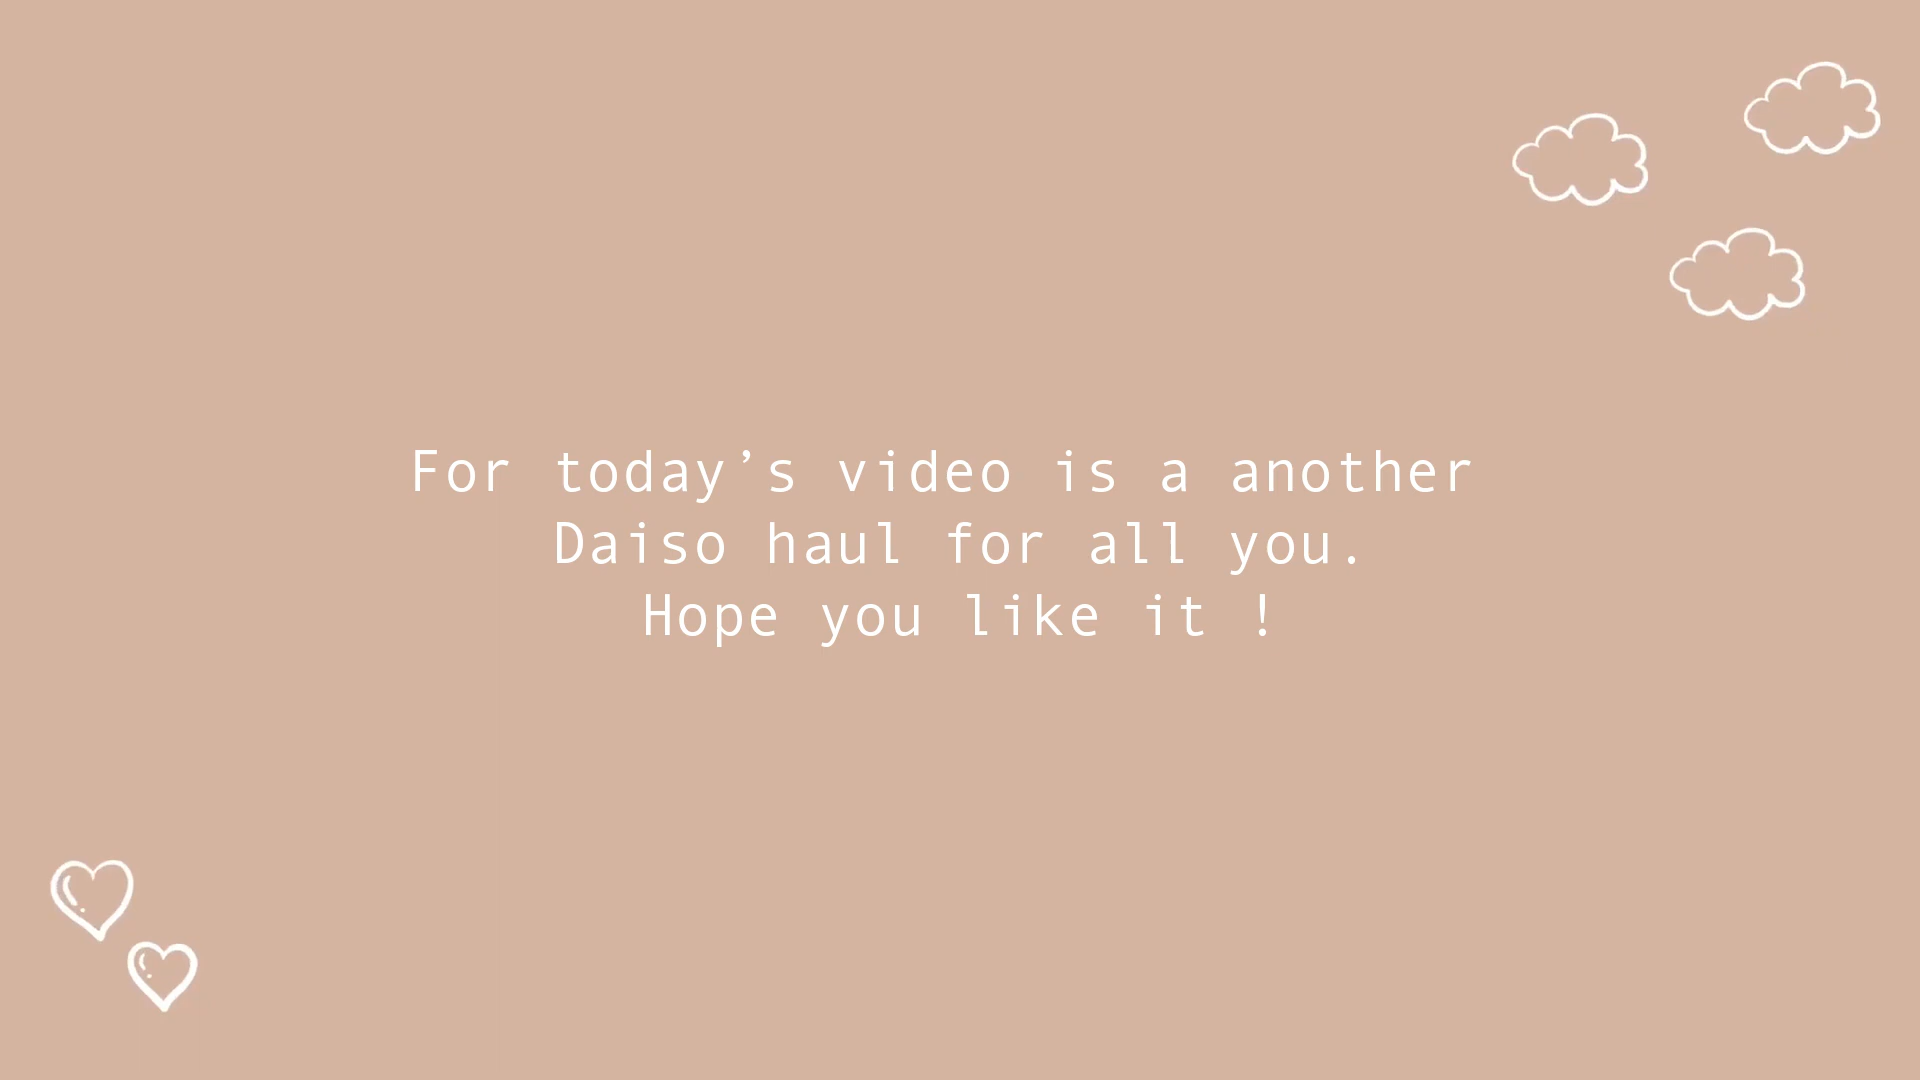 For today’s video is a another
Daiso haul for all you.
Hope you like it !